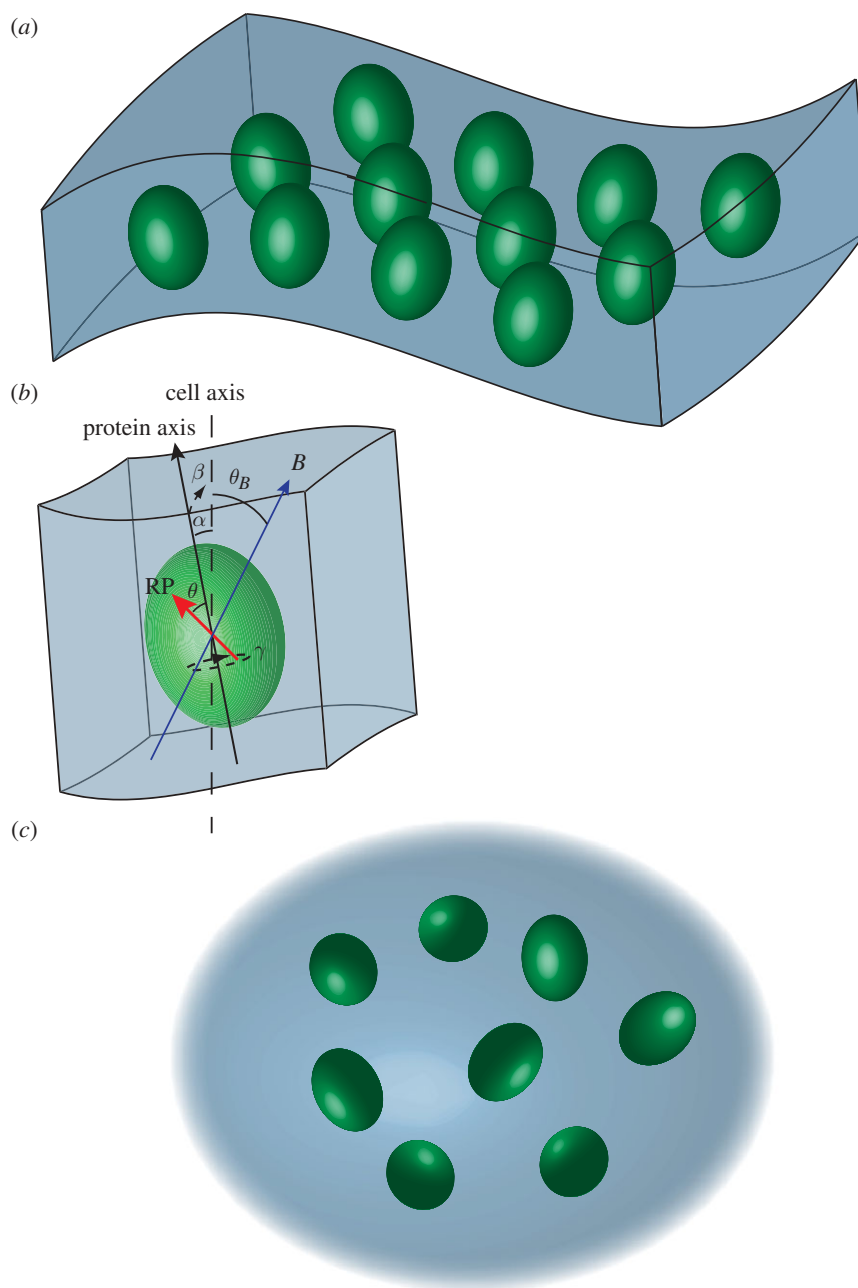 (a)
(b)
cell axis
protein axis
β
θB
B
α
RP
θ
γ
(c)